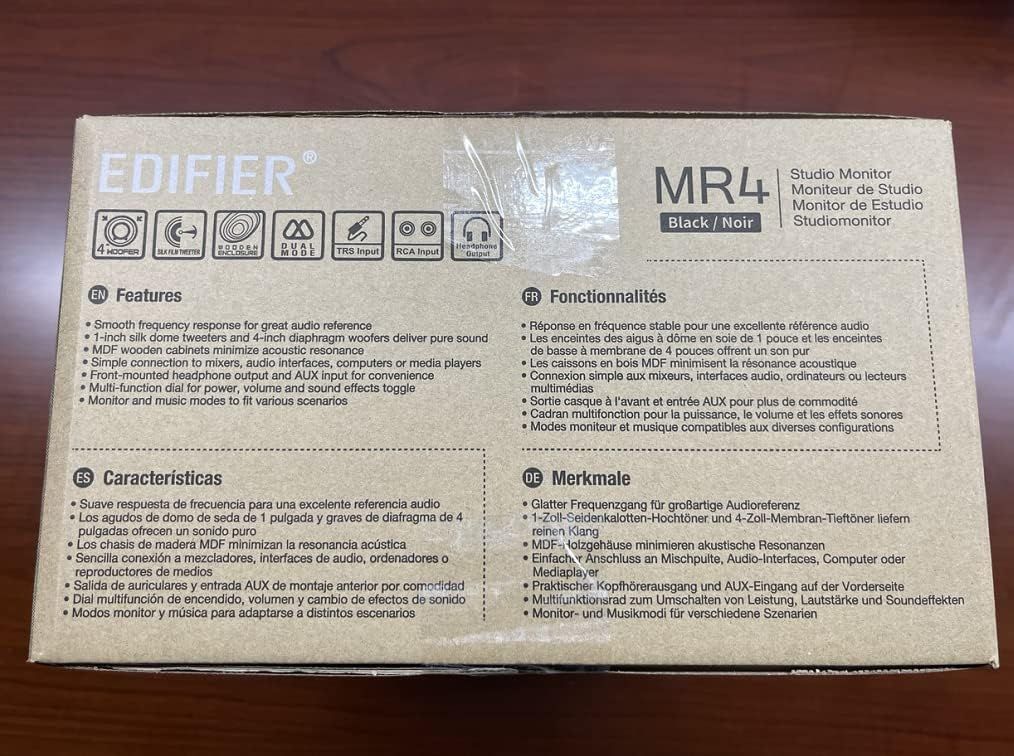 EDIFIER®
MR4
Black / Noir
Studio Monitor
Moniteur de Studio
Monitor de Estudio
Studiomonitor
4" WOOFER
SILK FILM TWEETER
WOODEN ENCLOSURE
DUAL MODE
TRS Input
RCA Input
Headphone Output
EN Features
• Smooth frequency response for great audio reference
• 1-inch silk dome tweeters and 4-inch diaphragm woofers deliver pure sound
• MDF wooden cabinets minimize acoustic resonance
• Simple connection to mixers, audio interfaces, computers or media players
• Front-mounted headphone output and AUX input for convenience
• Multi-function dial for power, volume and sound effects toggle
• Monitor and music modes to fit various scenarios
FR Fonctionnalités
• Réponse en fréquence stable pour une excellente référence audio
• Les enceintes des aigus à dôme en soie de 1 pouce et les enceintes
de basse à membrane de 4 pouces offrent un son pur
• Les caissons en bois MDF minimisent la résonance acoustique
• Connexion simple aux mixeurs, interfaces audio, ordinateurs ou lecteurs
multimédias
• Sortie casque à l'avant et entrée AUX pour plus de commodité
• Cadran multifonction pour la puissance, le volume et les effets sonores
• Modes moniteur et musique compatibles aux diverses configurations
ES Características
• Suave respuesta de frecuencia para una excelente referencia audio
• Los agudos de domo de seda de 1 pulgada y graves de diafragma de 4
pulgadas ofrecen un sonido puro
• Los chasis de madera MDF minimizan la resonancia acústica
• Sencilla conexión a mezcladores, interfaces de audio, ordenadores o
reproductores de medios
• Salida de auriculares y entrada AUX de montaje anterior por comodidad
• Dial multifunción de encendido, volumen y cambio de efectos de sonido
• Modos monitor y música para adaptarse a distintos escenarios
DE Merkmale
• Glatter Frequenzgang für großartige Audioreferenz
• 1-Zoll-Seidenkalotten-Hochtöner und 4-Zoll-Membran-Tieftöner liefern
reinen Klang
• MDF-Holzgehäuse minimieren akustische Resonanzen
• Einfacher Anschluss an Mischpulte, Audio-Interfaces, Computer oder
Mediaplayer
• Praktischer Kopfhörerausgang und AUX-Eingang auf der Vorderseite
• Multifunktionsrad zum Umschalten von Leistung, Lautstärke und Soundeffekten
• Monitor- und Musikmodi für verschiedene Szenarien